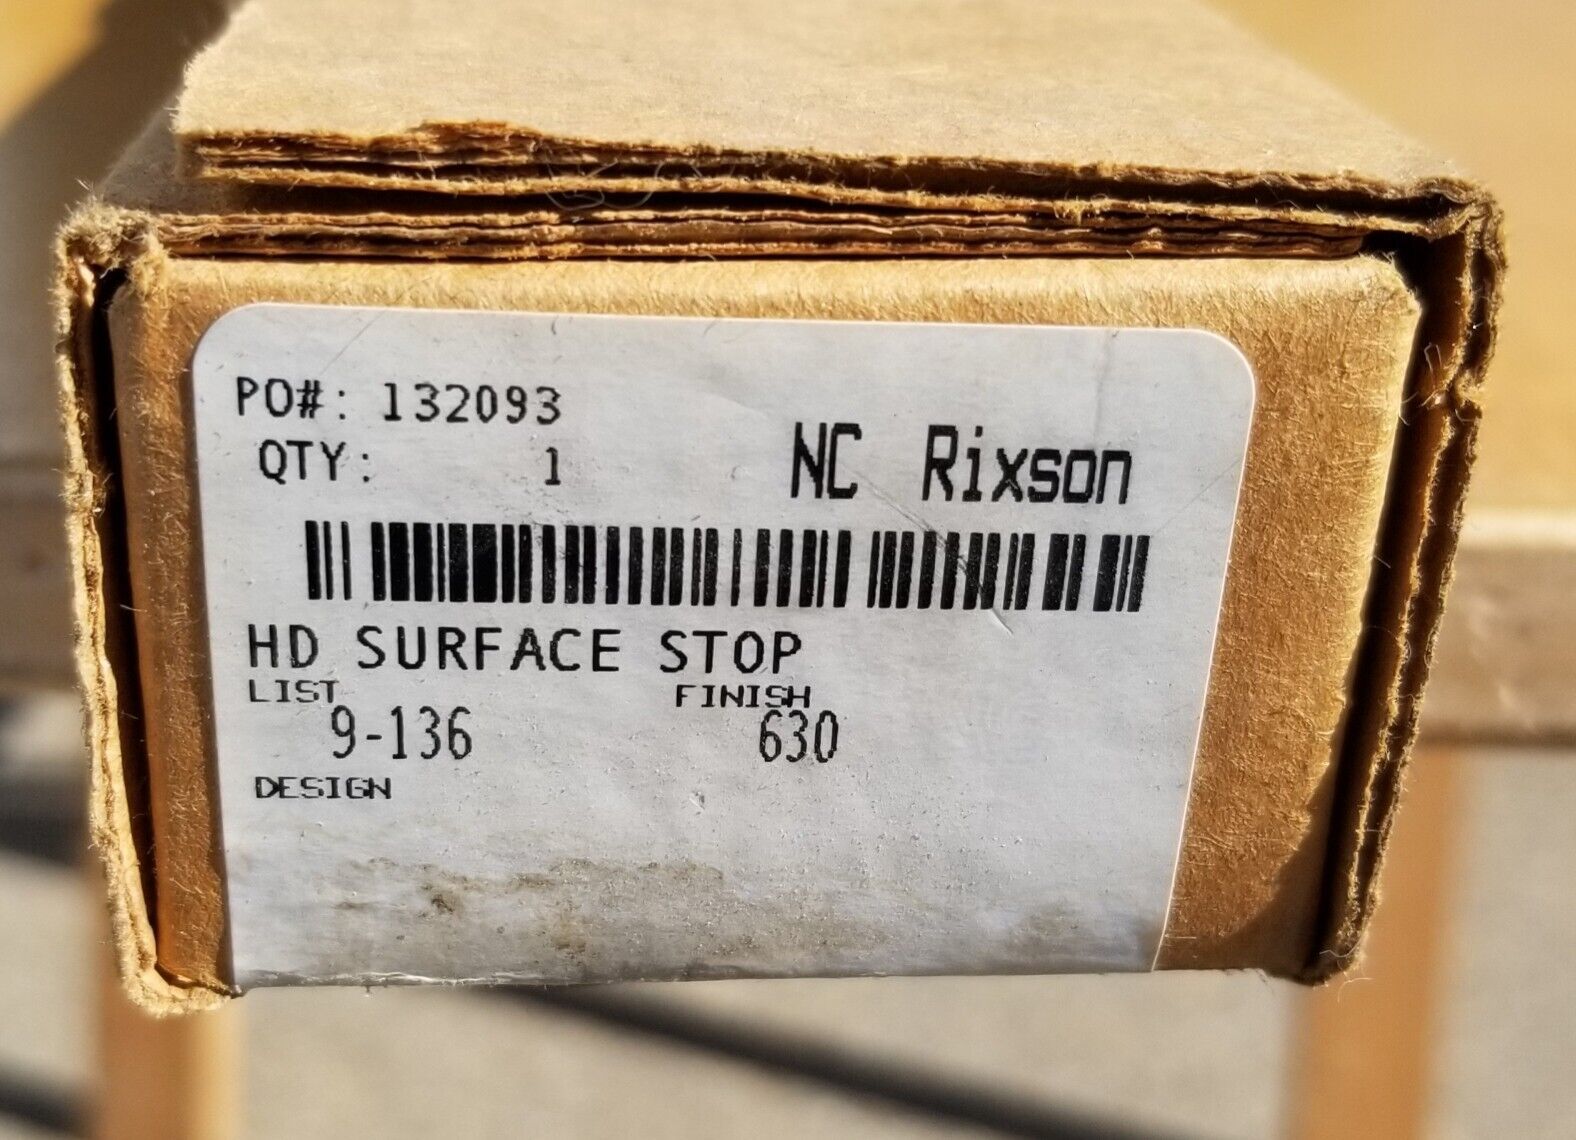 PO#: 132093
QTY: 1
NC Rixson
HD SURFACE STOP
LIST FINISH
9-136 630
DESIGN